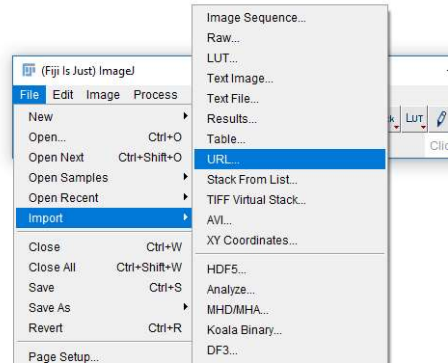 (Fiji Is Just) ImageJ
File Edit Image Process
New
Open... Ctrl+O
Open Next Ctrl+Shift+O
Open Samples
Open Recent
Import
Close Ctrl+W
Close All Ctrl+Shift+W
Save Ctrl+S
Save As
Revert Ctrl+R
Page Setup...
Image Sequence...
Raw...
LUT...
Text Image...
Text File...
Results...
Table...
URL...
Stack From List...
TIFF Virtual Stack...
AVI...
XY Coordinates...
HDF5...
Analyze...
MHD/MHA...
Koala Binary...
DF3...
LUT
Clic